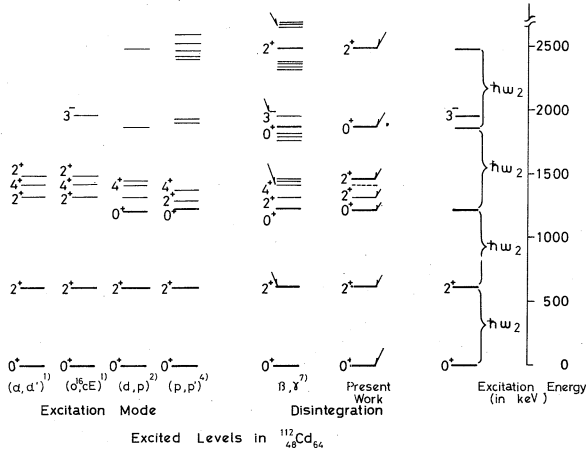 2⁺ 2⁺ 2500
ħω₂
3⁻ 3⁻ 3⁻ 2000
0⁺ 0⁺
2⁺ 2⁺ ħω₂ 1500
4⁺ 4⁺ 4⁺ 4⁺ 4⁺ 2⁺
2⁺ 2⁺ 2⁺ 2⁺ 2⁺
0⁺ 0⁺ 0⁺ 0⁺
1000
ħω₂
2⁺ 2⁺ 2⁺ 2⁺ 2⁺ 2⁺ 2⁺
500
ħω₂
0⁺ 0⁺ 0⁺ 0⁺ 0
(α,d')¹⁾ (o¹⁶,cE)¹⁾ (d,p)²⁾ (p,p')⁴⁾ β,γ⁷⁾ Present Work
Excitation Mode Disintegration
Excitation Energy
(in keV)
Excited Levels in ¹¹²₄₈Cd₆₄